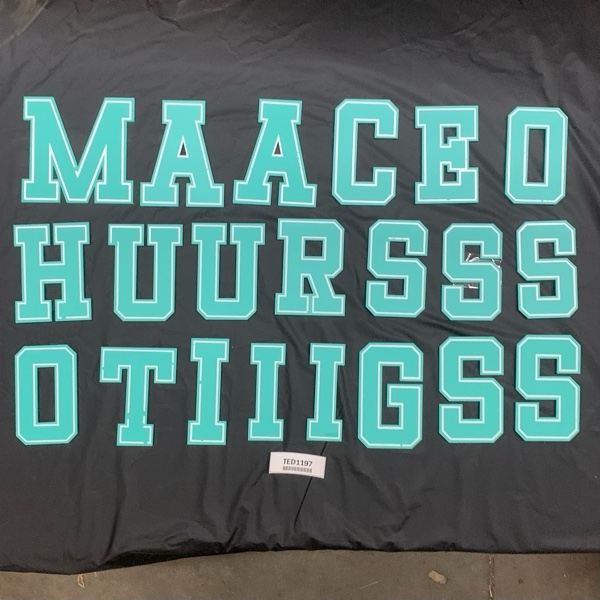 MAACEO
HUURSSS
OTIIIGSS
TED1197